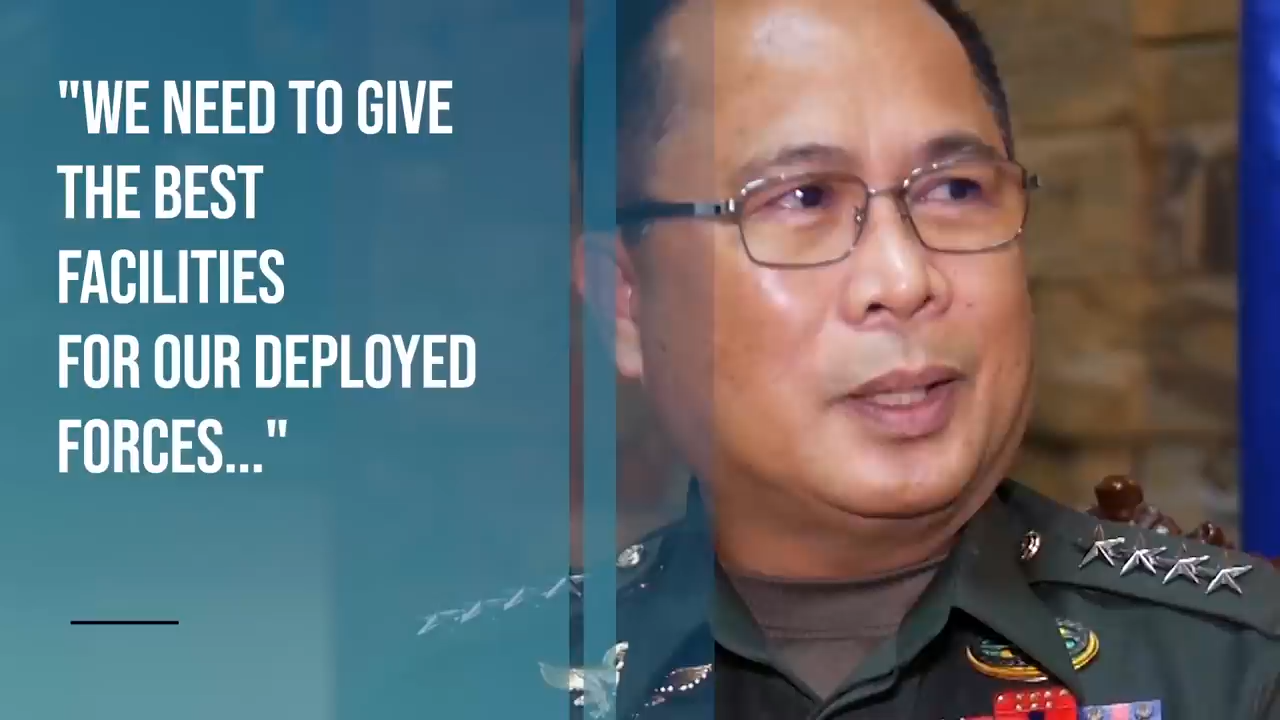 "WE NEED TO GIVE
THE BEST
FACILITIES
FOR OUR DEPLOYED
FORCES..."